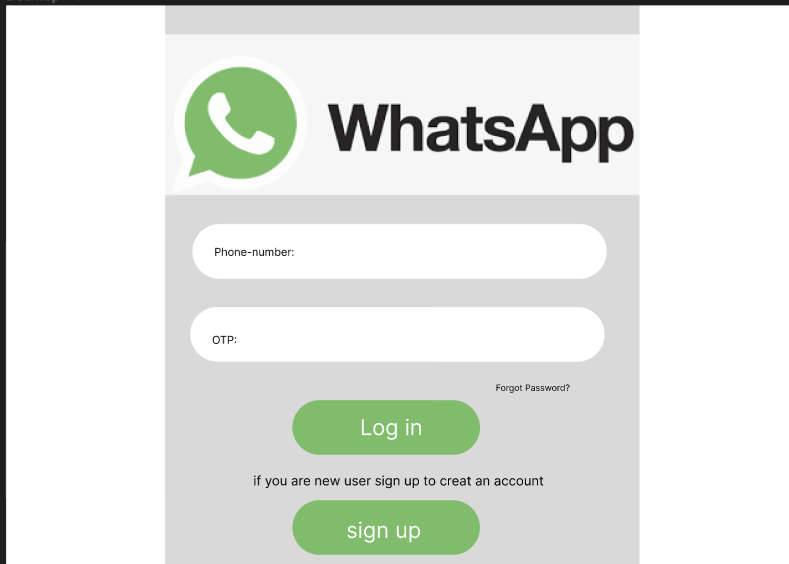 WhatsApp
Phone-number:
OTP:
Forgot Password?
Log in
if you are new user sign up to creat an account
sign up